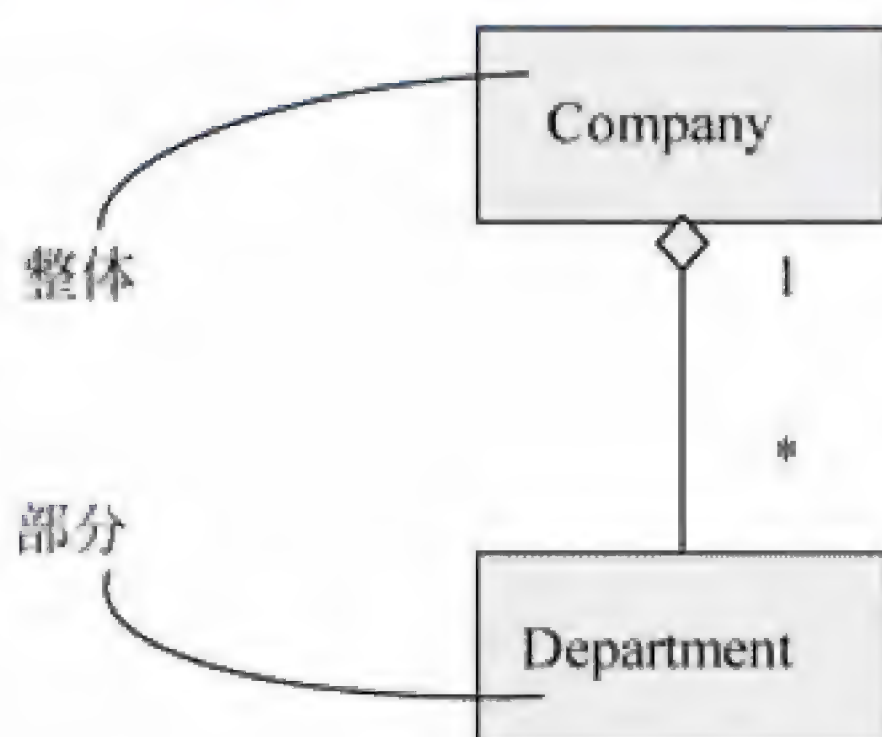 Company
整体
1
*
部分
Department